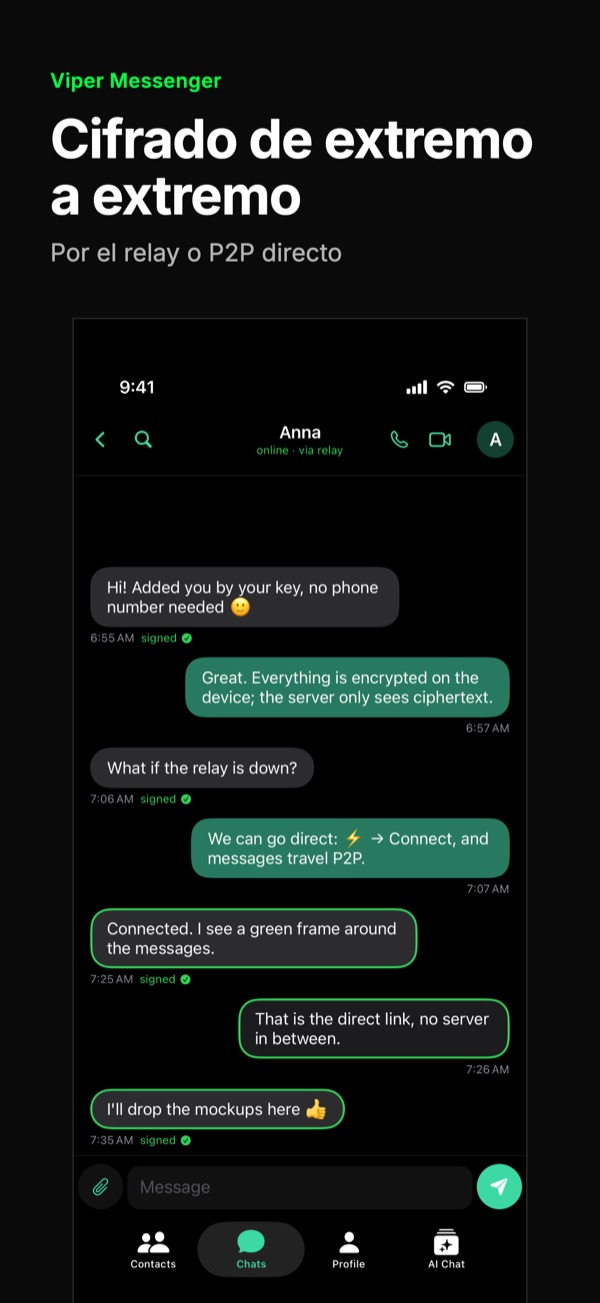 Viper Messenger
Cifrado de extremo
a extremo
Por el relay o P2P directo
9:41
Anna
online · via relay
A
Hi! Added you by your key, no phone
number needed 🙂
6:55 AM signed
Great. Everything is encrypted on the
device; the server only sees ciphertext.
6:57 AM
What if the relay is down?
7:06 AM signed
We can go direct: ⚡ → Connect, and
messages travel P2P.
7:07 AM
Connected. I see a green frame around
the messages.
7:25 AM signed
That is the direct link, no server
in between.
7:26 AM
I'll drop the mockups here 👍
7:35 AM signed
Message
Contacts
Chats
Profile
AI Chat